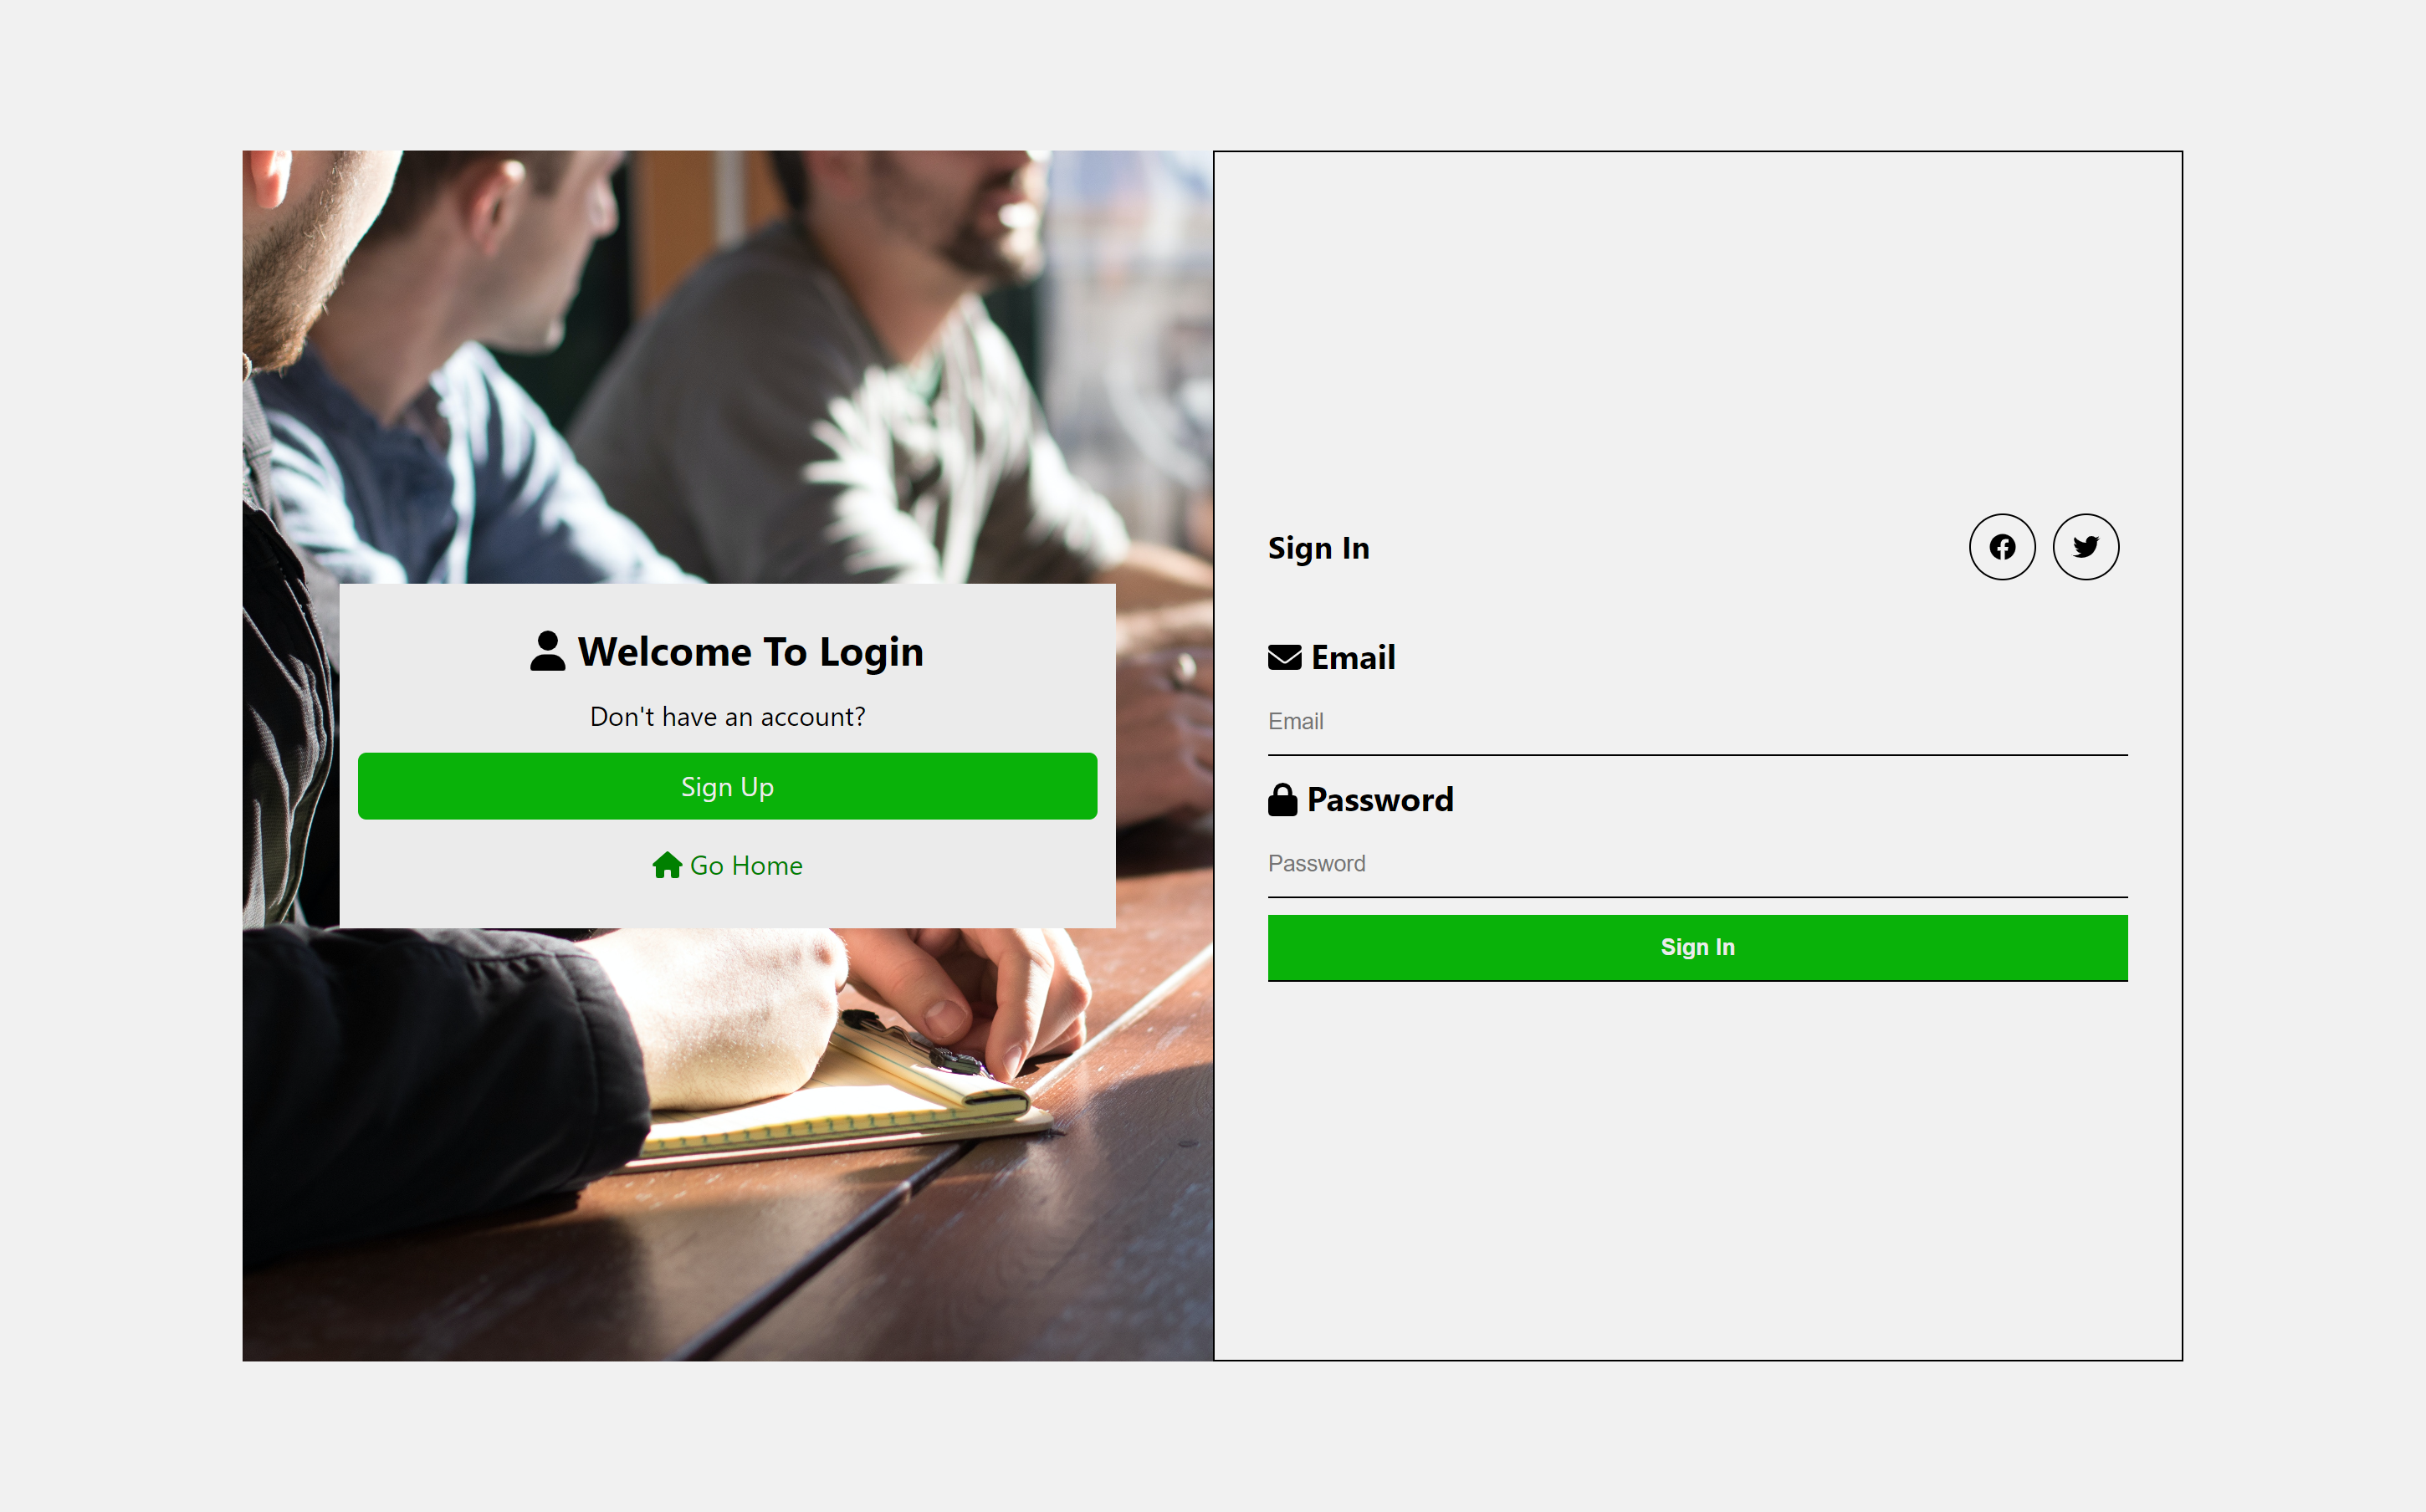 Welcome To Login
Don't have an account?
Sign Up
Go Home
Sign In
Email
Email
Password
Password
Sign In